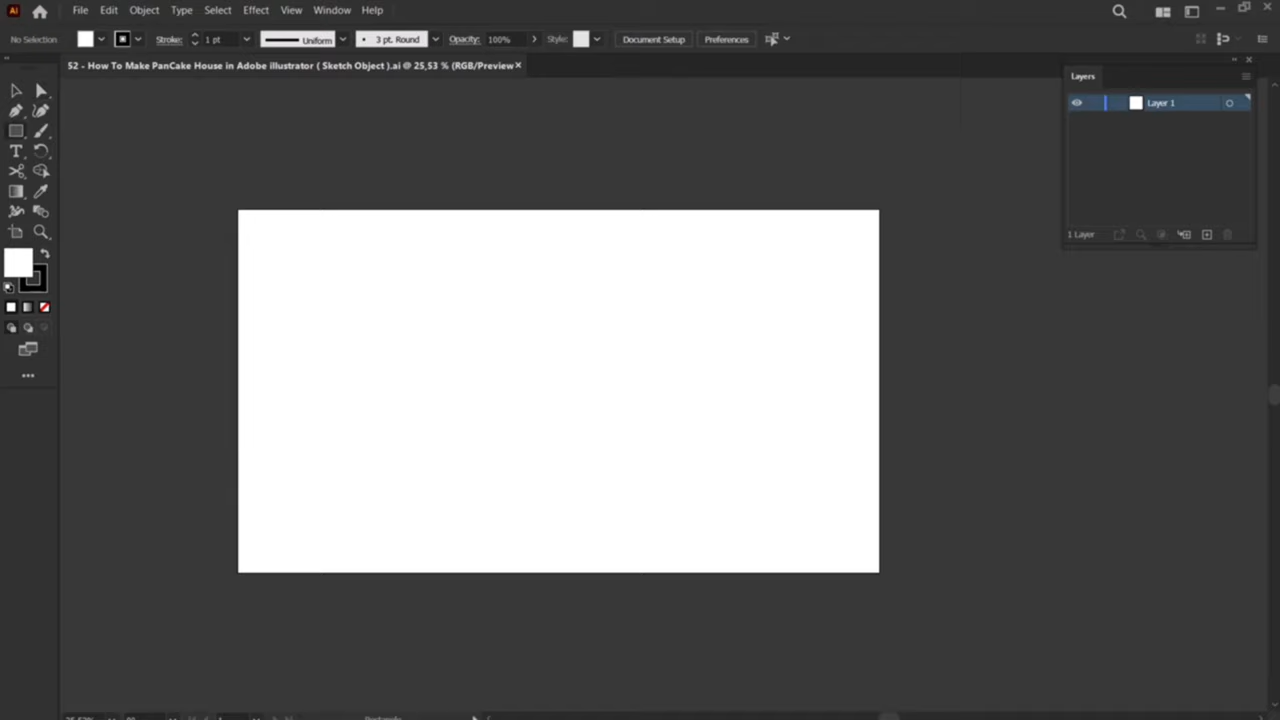 Ai File Edit Object Type Select Effect View Window Help
No Selection Stroke: 1 pt Uniform 3 pt. Round Opacity: 100% Style: Document Setup Preferences
52 - How To Make PanCake House in Adobe illustrator ( Sketch Object ).ai @ 25,53 % (RGB/Preview
Layers
Layer 1
T
1 Layer